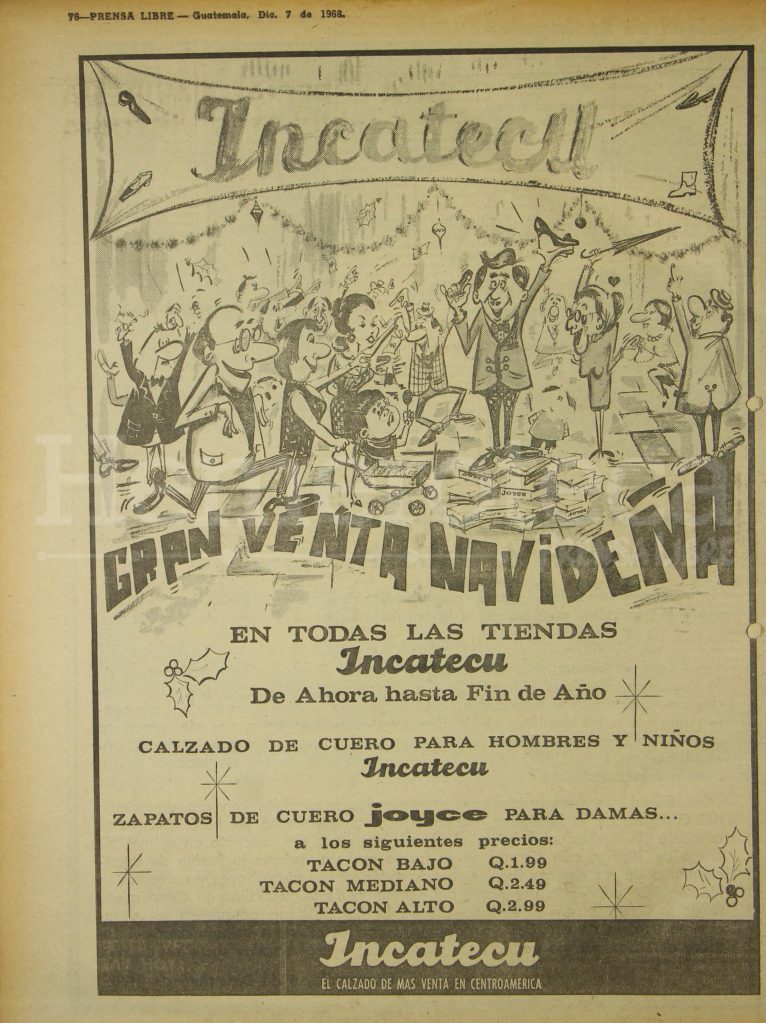 76—PRENSA LIBRE — Guatemala, Dic. 7 de 1968.
Incatecu
Joyce
Joyce
GRAN VENTA NAVIDEÑA
EN TODAS LAS TIENDAS
Incatecu
De Ahora hasta Fin de Año
CALZADO DE CUERO PARA HOMBRES Y NIÑOS
Incatecu
ZAPATOS DE CUERO joyce PARA DAMAS...
a los siguientes precios:
TACON BAJO Q.1.99
TACON MEDIANO Q.2.49
TACON ALTO Q.2.99
Incatecu
EL CALZADO DE MAS VENTA EN CENTROAMERICA